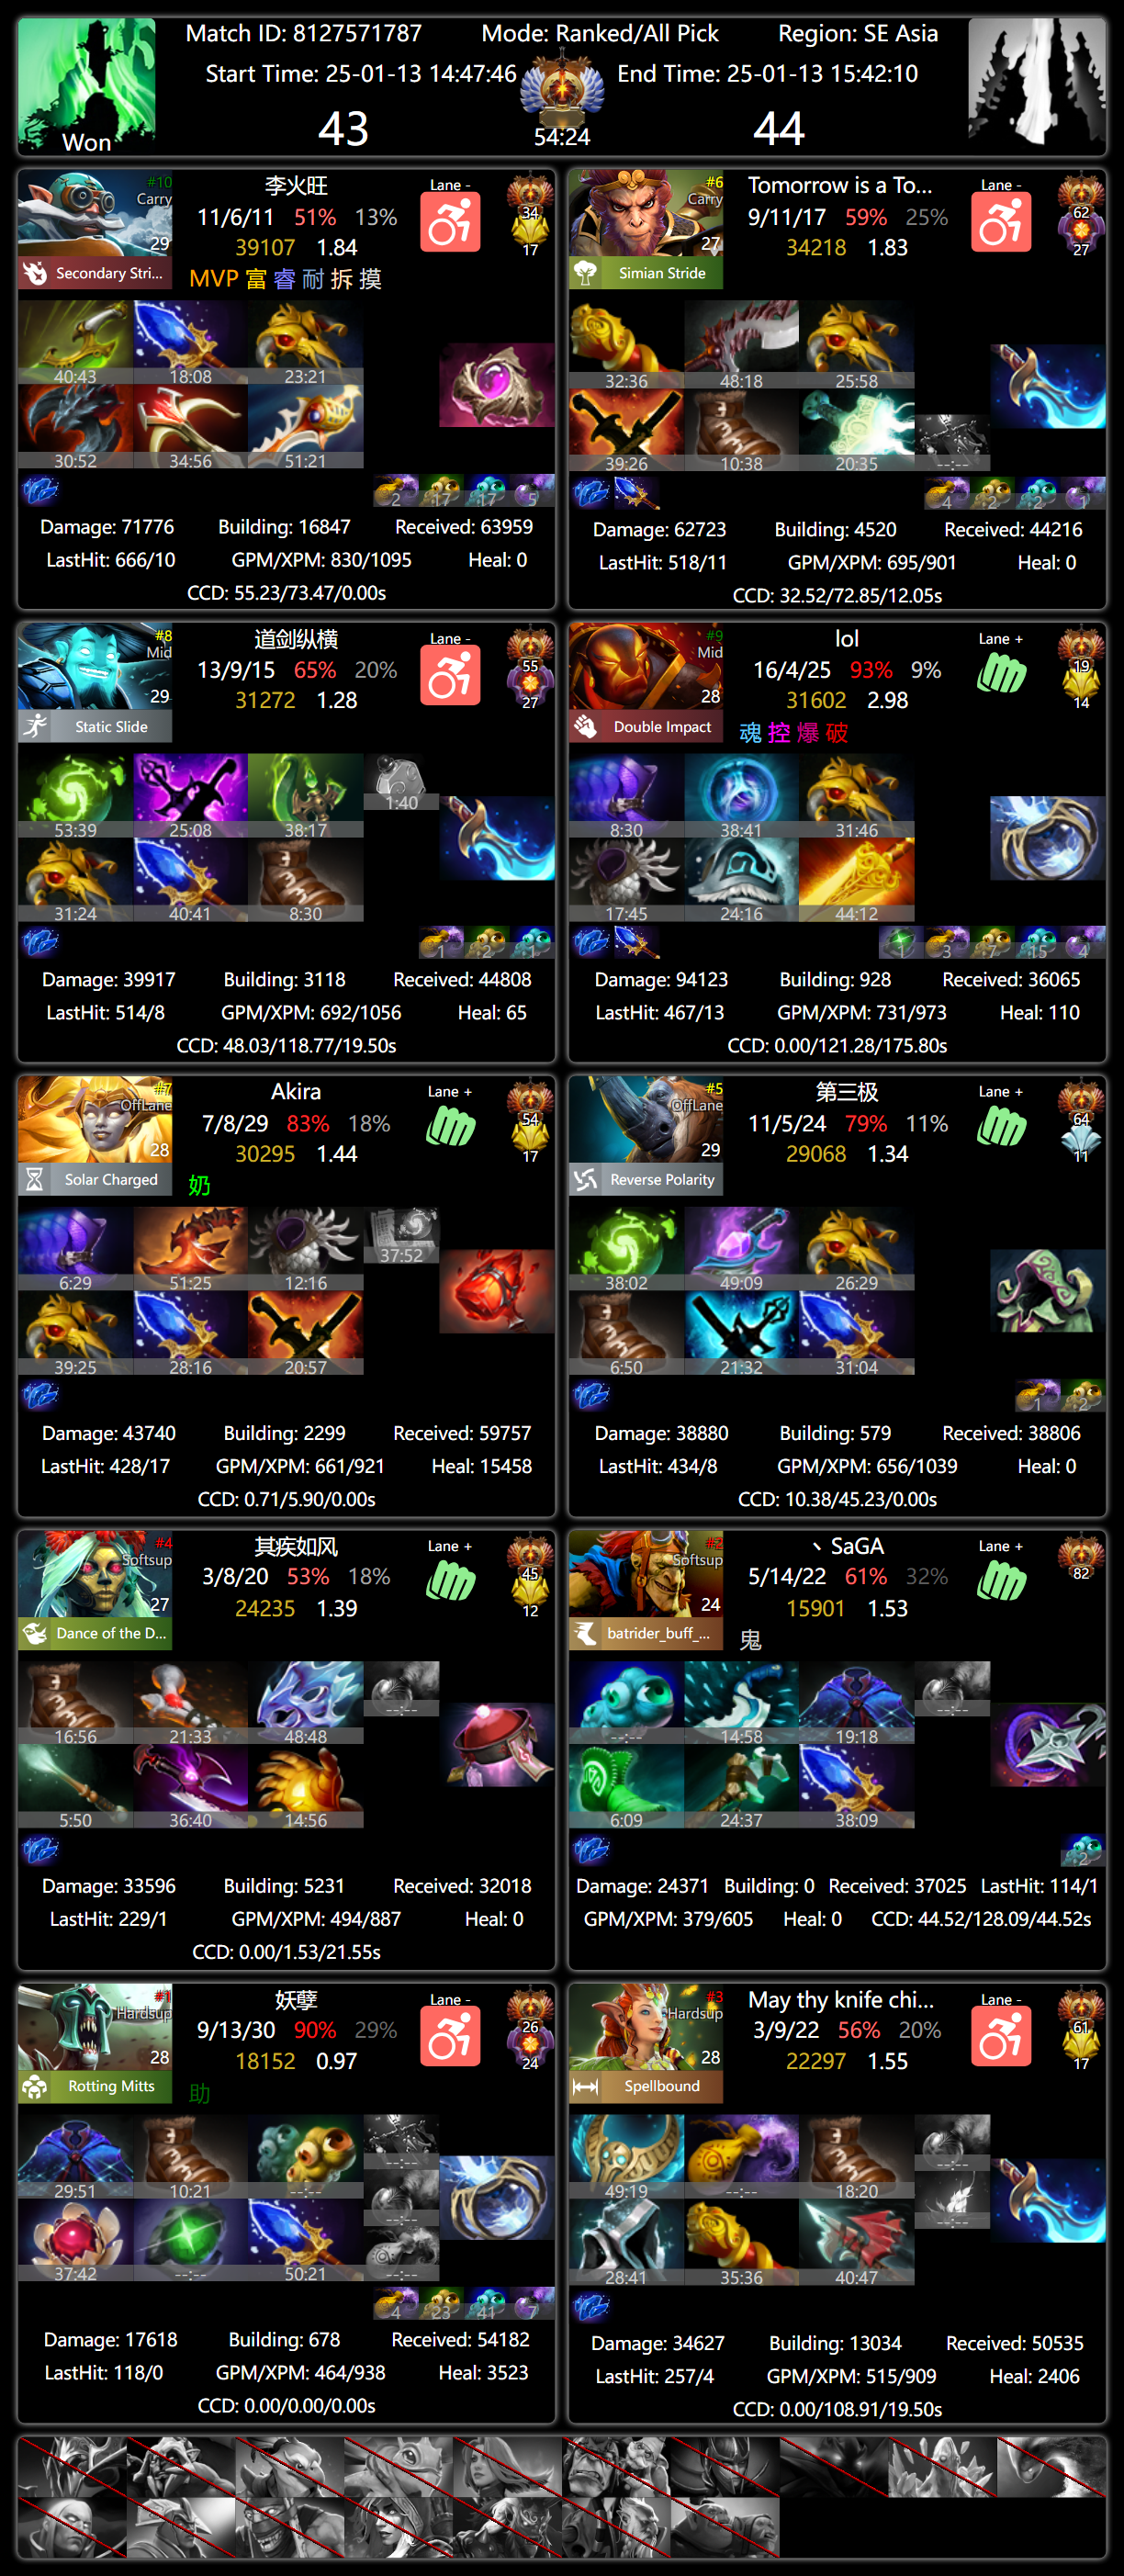 Match ID: 8127571787 Mode: Ranked/All Pick Region: SE Asia
Start Time: 25-01-13 14:47:46 End Time: 25-01-13 15:42:10
Won 43 54:24 44
#10 李火旺 Lane -
Carry 11/6/11 51% 13% 34
29 39107 1.84 17
Secondary Stri... MVP 富 睿 耐 拆 摸
40:43 18:08 23:21
30:52 34:56 51:21
2 17 17 5
Damage: 71776 Building: 16847 Received: 63959
LastHit: 666/10 GPM/XPM: 830/1095 Heal: 0
CCD: 55.23/73.47/0.00s
#6 Tomorrow is a To... Lane -
Carry 9/11/17 59% 25% 62
27 34218 1.83 27
Simian Stride
32:36 48:18 25:58
39:26 10:38 20:35 --:--
4 2 2 1
Damage: 62723 Building: 4520 Received: 44216
LastHit: 518/11 GPM/XPM: 695/901 Heal: 0
CCD: 32.52/72.85/12.05s
#8 道剑纵横 Lane -
Mid 13/9/15 65% 20% 55
29 31272 1.28 27
Static Slide
53:39 25:08 38:17 1:40
31:24 40:41 8:30
1 2 1
Damage: 39917 Building: 3118 Received: 44808
LastHit: 514/8 GPM/XPM: 692/1056 Heal: 65
CCD: 48.03/118.77/19.50s
#9 lol Lane +
Mid 16/4/25 93% 9% 19
28 31602 2.98 14
Double Impact 魂 控 爆 破
8:30 38:41 31:46
17:45 24:16 44:12
1 3 7 15 4
Damage: 94123 Building: 928 Received: 36065
LastHit: 467/13 GPM/XPM: 731/973 Heal: 110
CCD: 0.00/121.28/175.80s
#7 Akira Lane +
OffLane 7/8/29 83% 18% 54
28 30295 1.44 17
Solar Charged 奶
6:29 51:25 12:16 37:52
39:25 28:16 20:57
Damage: 43740 Building: 2299 Received: 59757
LastHit: 428/17 GPM/XPM: 661/921 Heal: 15458
CCD: 0.71/5.90/0.00s
#5 第三极 Lane +
OffLane 11/5/24 79% 11% 64
29 29068 1.34 11
Reverse Polarity
38:02 49:09 26:29
6:50 21:32 31:04
1 2
Damage: 38880 Building: 579 Received: 38806
LastHit: 434/8 GPM/XPM: 656/1039 Heal: 0
CCD: 10.38/45.23/0.00s
#4 其疾如风 Lane +
Softsup 3/8/20 53% 18% 45
27 24235 1.39 12
Dance of the D...
16:56 21:33 48:48 --:--
5:50 36:40 14:56
Damage: 33596 Building: 5231 Received: 32018
LastHit: 229/1 GPM/XPM: 494/887 Heal: 0
CCD: 0.00/1.53/21.55s
#2 丶 SaGA Lane +
Softsup 5/14/22 61% 32% 82
24 15901 1.53
batrider_buff_... 鬼
--:-- 14:58 19:18 --:--
6:09 24:37 38:09
2
Damage: 24371 Building: 0 Received: 37025 LastHit: 114/1
GPM/XPM: 379/605 Heal: 0 CCD: 44.52/128.09/44.52s
#1 妖孽 Lane -
Hardsup 9/13/30 90% 29% 26
28 18152 0.97 24
Rotting Mitts 助
29:51 10:21 --:-- --:--
--:--
37:42 --:-- 50:21 --:--
4 23 41 7
Damage: 17618 Building: 678 Received: 54182
LastHit: 118/0 GPM/XPM: 464/938 Heal: 3523
CCD: 0.00/0.00/0.00s
#3 May thy knife chi... Lane -
Hardsup 3/9/22 56% 20% 61
28 22297 1.55 17
Spellbound
49:19 --:-- 18:20 --:--
28:41 35:36 40:47 --:--
Damage: 34627 Building: 13034 Received: 50535
LastHit: 257/4 GPM/XPM: 515/909 Heal: 2406
CCD: 0.00/108.91/19.50s